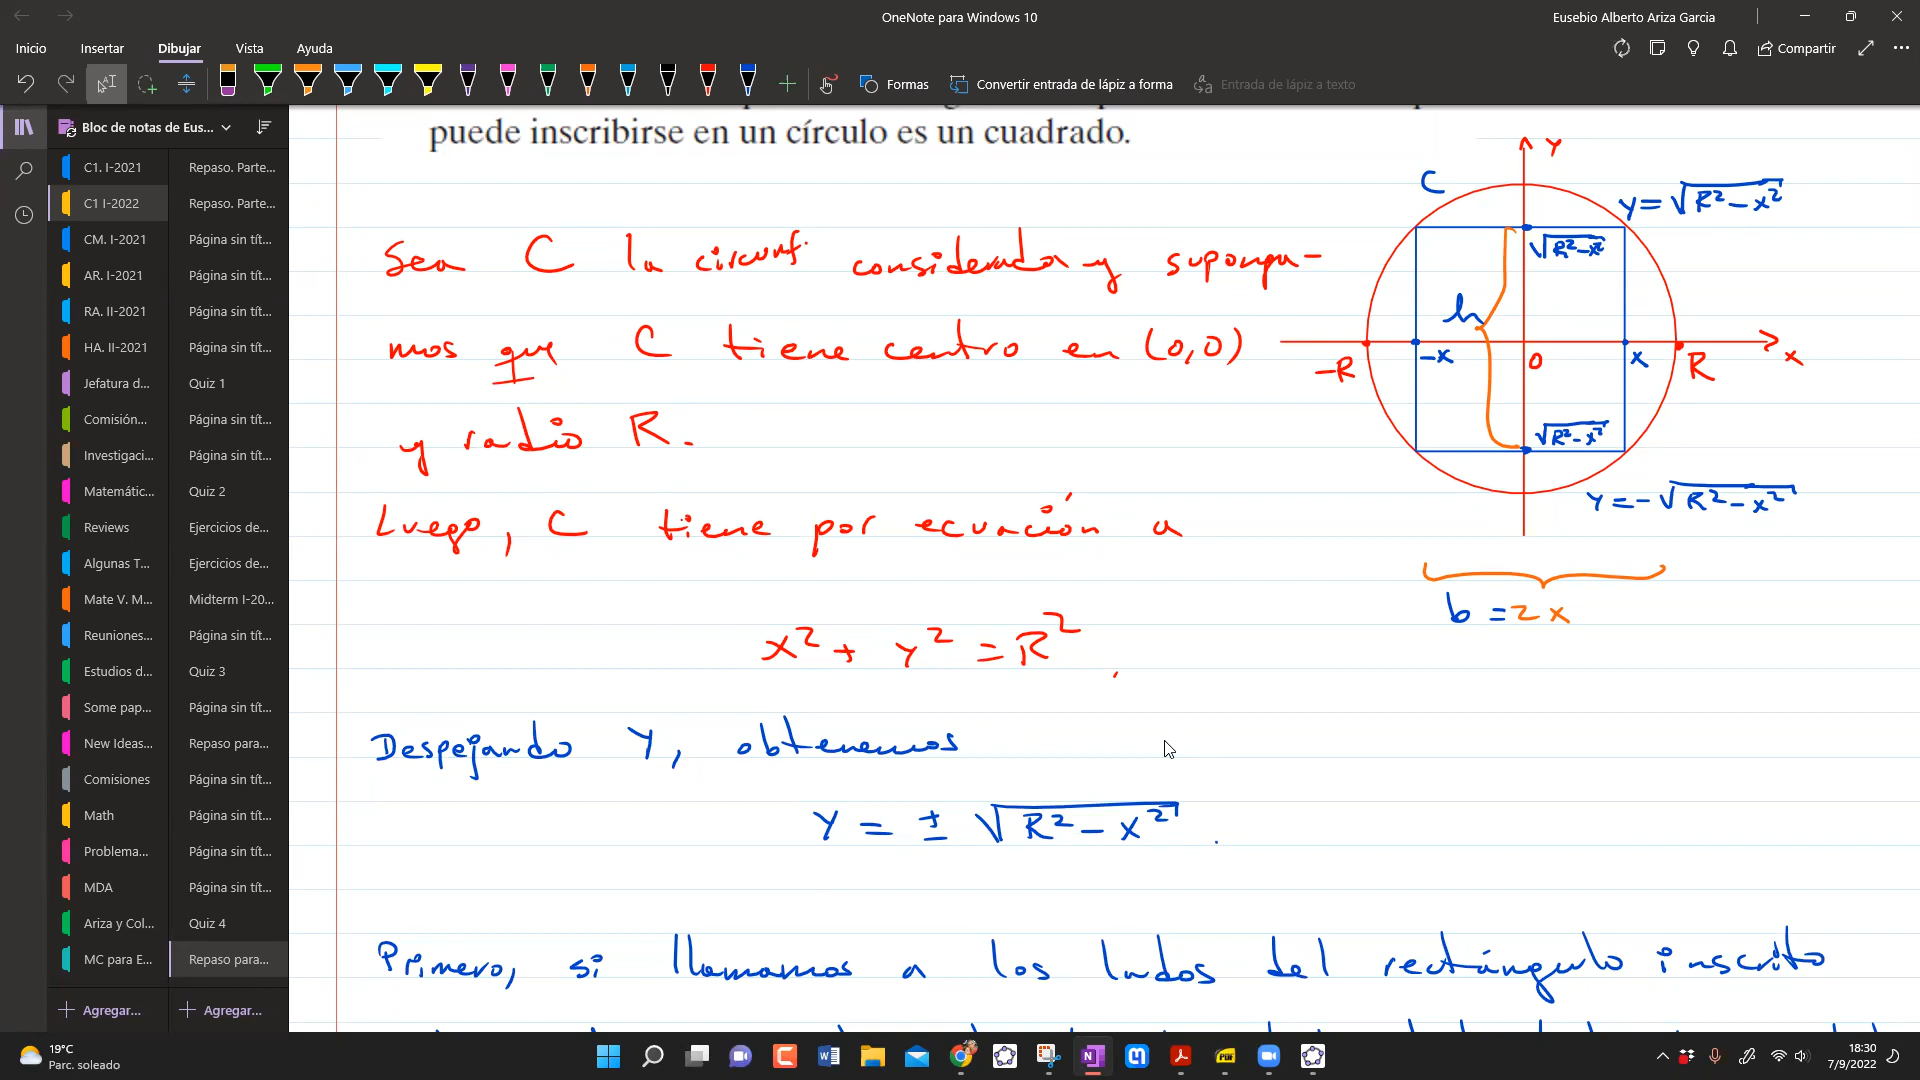 OneNote para Windows 10
Eusebio Alberto Ariza Garcia
Inicio
Insertar
Dibujar
Vista
Ayuda
Compartir
Formas
Convertir entrada de lápiz a forma
Entrada de lápiz a texto
Bloc de notas de Eus...
C1. I-2021
C1 I-2022
CM. I-2021
AR. I-2021
RA. II-2021
HA. II-2021
Jefatura d...
Comisión...
Investigaci...
Matemátic...
Reviews
Algunas T...
Mate V. M...
Reuniones...
Estudios d...
Some pap...
New Ideas...
Comisiones
Math
Problema...
MDA
Ariza y Col...
MC para E...
Agregar...
Repaso. Parte...
Repaso. Parte...
Página sin tít...
Página sin tít...
Página sin tít...
Página sin tít...
Quiz 1
Página sin tít...
Página sin tít...
Quiz 2
Ejercicios de...
Ejercicios de...
Midterm I-20...
Página sin tít...
Quiz 3
Página sin tít...
Repaso para...
Página sin tít...
Página sin tít...
Página sin tít...
Página sin tít...
Quiz 4
Repaso para...
Agregar...
puede inscribirse en un círculo es un cuadrado.
Sea C la circunf. considerada y suponga-
mos que C tiene centro en (0,0)
y radio R.
Luego, C tiene por ecuación a
x² + y² = R².
Despejando Y, obtenemos
Y = ± √(R² - x²).
Primero, si llamamos a los lados del rectángulo inscrito
Y
C
Y = √(R² - x²)
√(R² - x²)
h
-R
-x
0
x
R
X
√(R² - x²)
Y = - √(R² - x²)
b = 2x
19°C
Parc. soleado
18:30
7/9/2022